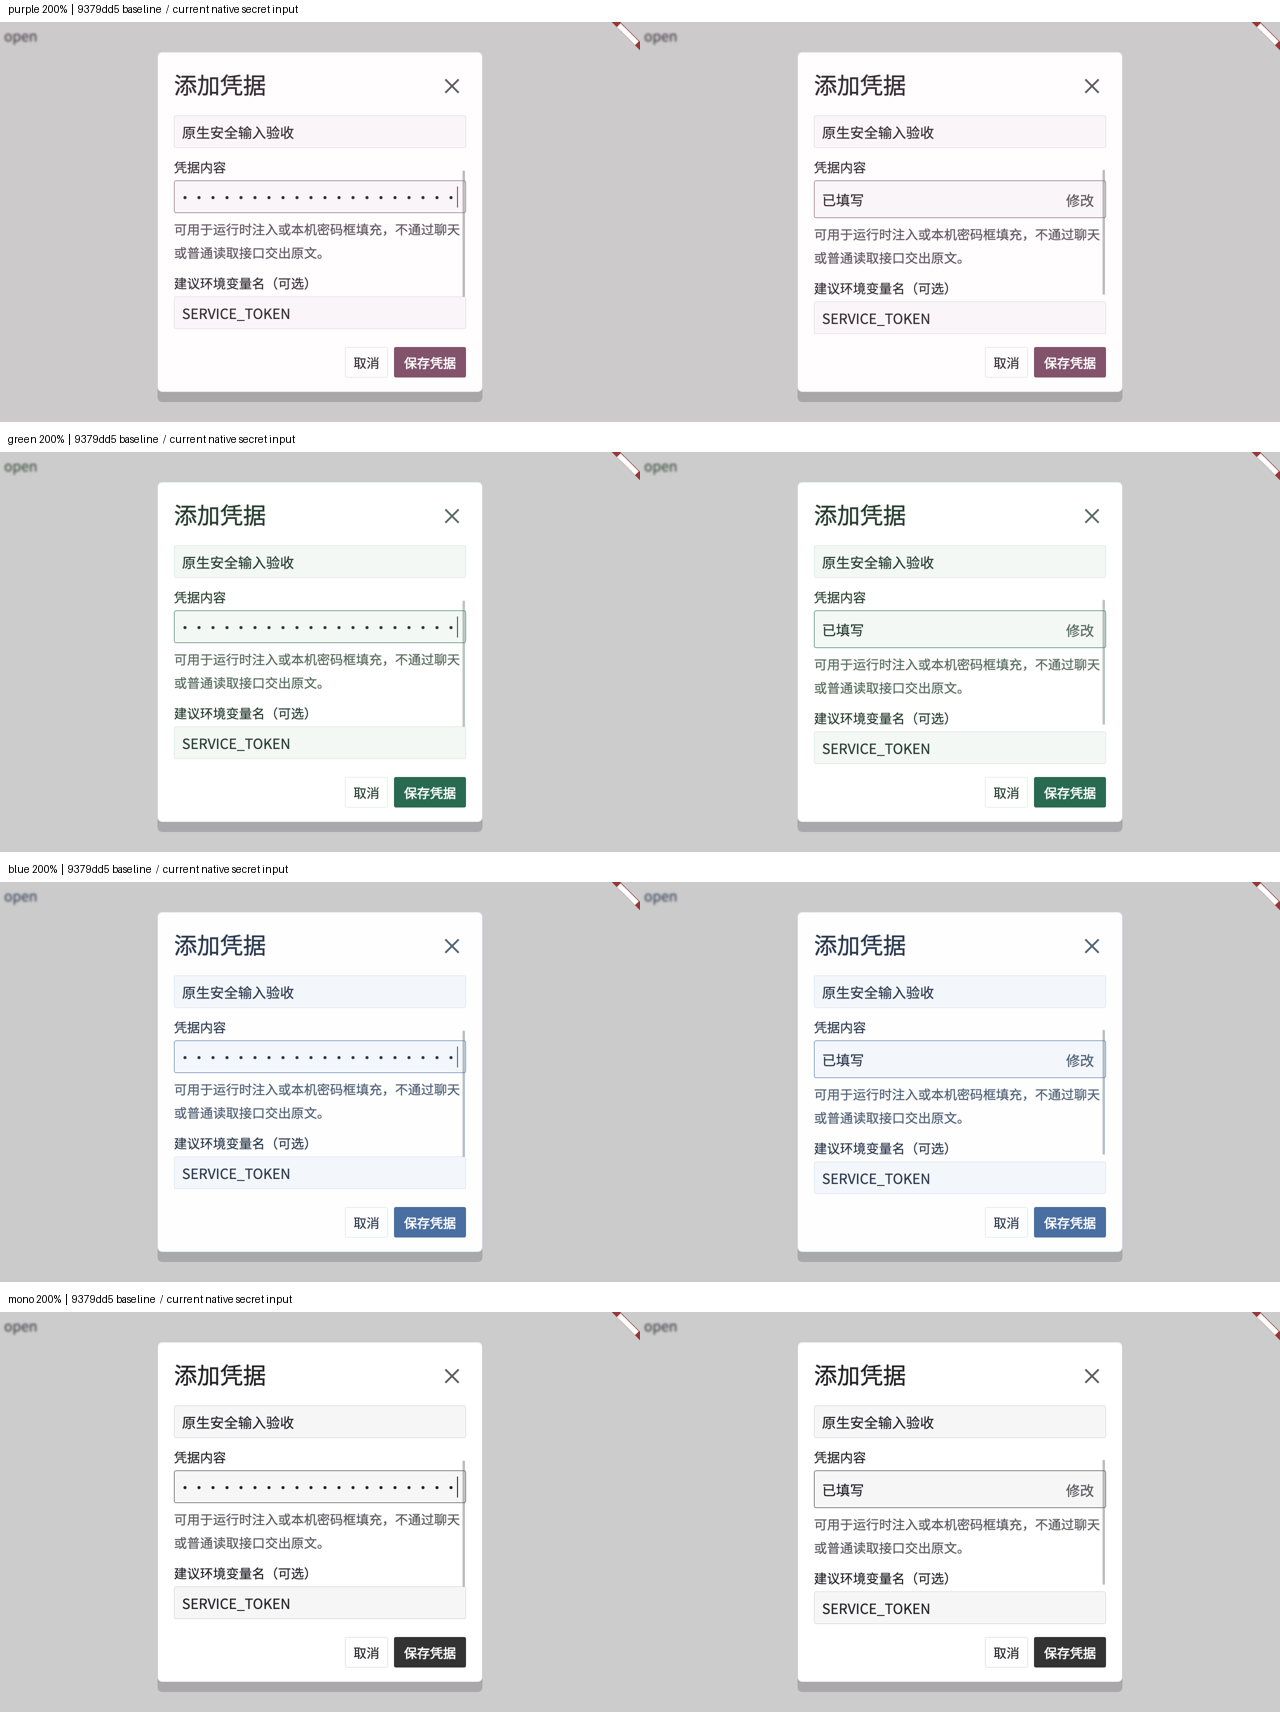 purple 200% | 9379dd5 baseline / current native secret input
open
添加凭据
原生安全输入验收
凭据内容
••••••••••••••••••••
可用于运行时注入或本机密码框填充，不通过聊天
或普通读取接口交出原文。
建议环境变量名（可选）
SERVICE_TOKEN
取消 保存凭据
open
添加凭据
原生安全输入验收
凭据内容
已填写 修改
可用于运行时注入或本机密码框填充，不通过聊天
或普通读取接口交出原文。
建议环境变量名（可选）
SERVICE_TOKEN
取消 保存凭据
green 200% | 9379dd5 baseline / current native secret input
open
添加凭据
原生安全输入验收
凭据内容
••••••••••••••••••••
可用于运行时注入或本机密码框填充，不通过聊天
或普通读取接口交出原文。
建议环境变量名（可选）
SERVICE_TOKEN
取消 保存凭据
open
添加凭据
原生安全输入验收
凭据内容
已填写 修改
可用于运行时注入或本机密码框填充，不通过聊天
或普通读取接口交出原文。
建议环境变量名（可选）
SERVICE_TOKEN
取消 保存凭据
blue 200% | 9379dd5 baseline / current native secret input
open
添加凭据
原生安全输入验收
凭据内容
••••••••••••••••••••
可用于运行时注入或本机密码框填充，不通过聊天
或普通读取接口交出原文。
建议环境变量名（可选）
SERVICE_TOKEN
取消 保存凭据
open
添加凭据
原生安全输入验收
凭据内容
已填写 修改
可用于运行时注入或本机密码框填充，不通过聊天
或普通读取接口交出原文。
建议环境变量名（可选）
SERVICE_TOKEN
取消 保存凭据
mono 200% | 9379dd5 baseline / current native secret input
open
添加凭据
原生安全输入验收
凭据内容
••••••••••••••••••••
可用于运行时注入或本机密码框填充，不通过聊天
或普通读取接口交出原文。
建议环境变量名（可选）
SERVICE_TOKEN
取消 保存凭据
open
添加凭据
原生安全输入验收
凭据内容
已填写 修改
可用于运行时注入或本机密码框填充，不通过聊天
或普通读取接口交出原文。
建议环境变量名（可选）
SERVICE_TOKEN
取消 保存凭据